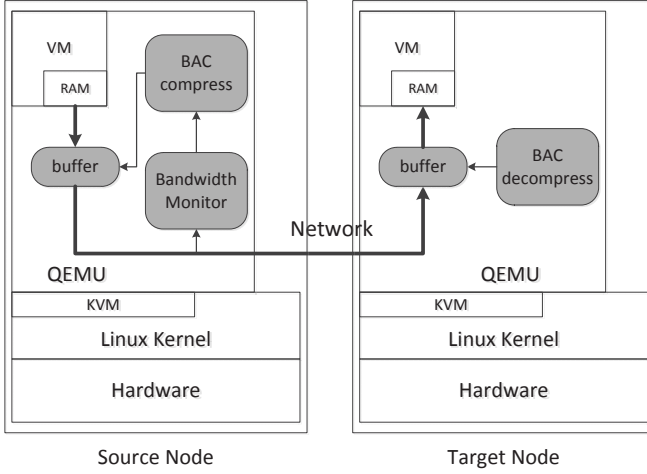 VM
RAM
BAC
compress
buffer
Bandwidth
Monitor
QEMU
KVM
Linux Kernel
Hardware
Source Node
Network
VM
RAM
buffer
BAC
decompress
QEMU
KVM
Linux Kernel
Hardware
Target Node